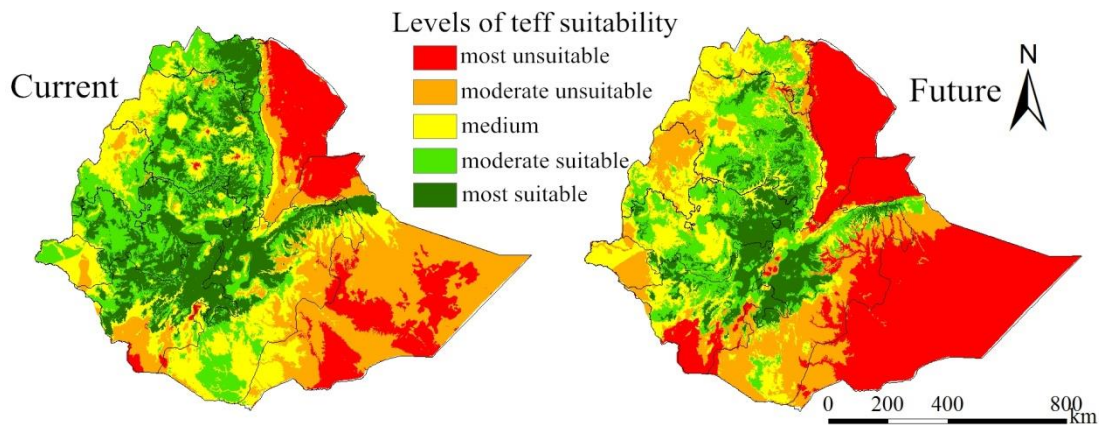 Levels of teff suitability
Current
most unsuitable
moderate unsuitable
medium
moderate suitable
most suitable
Future
N
0 200 400 800
km